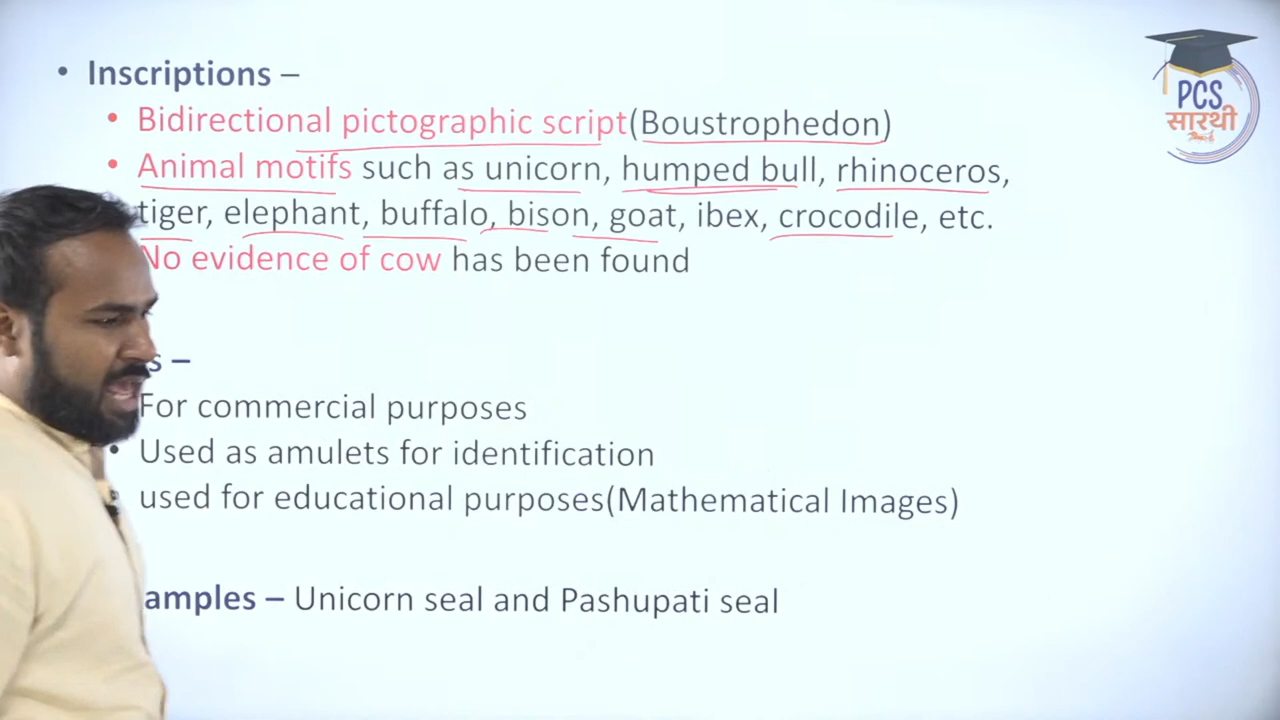 • Inscriptions –
• Bidirectional pictographic script(Boustrophedon)
• Animal motifs such as unicorn, humped bull, rhinoceros,
tiger, elephant, buffalo, bison, goat, ibex, crocodile, etc.
No evidence of cow has been found
–
For commercial purposes
• Used as amulets for identification
used for educational purposes(Mathematical Images)
amples – Unicorn seal and Pashupati seal
PCS
सारथी